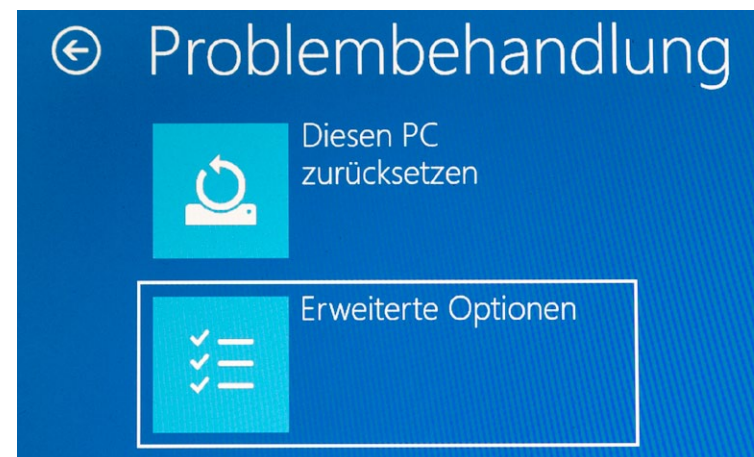 Problembehandlung
Diesen PC
zurücksetzen
Erweiterte Optionen